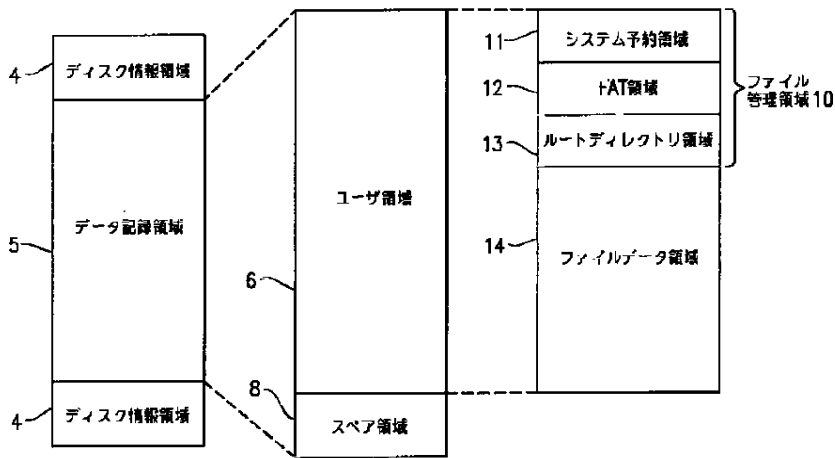 4
ディスク情報領域
5
データ記録領域
4
ディスク情報領域
6
ユーザ領域
8
スペア領域
11
システム予約領域
12
FAT領域
13
ルートディレクトリ領域
14
ファイルデータ領域
ファイル
管理領域10